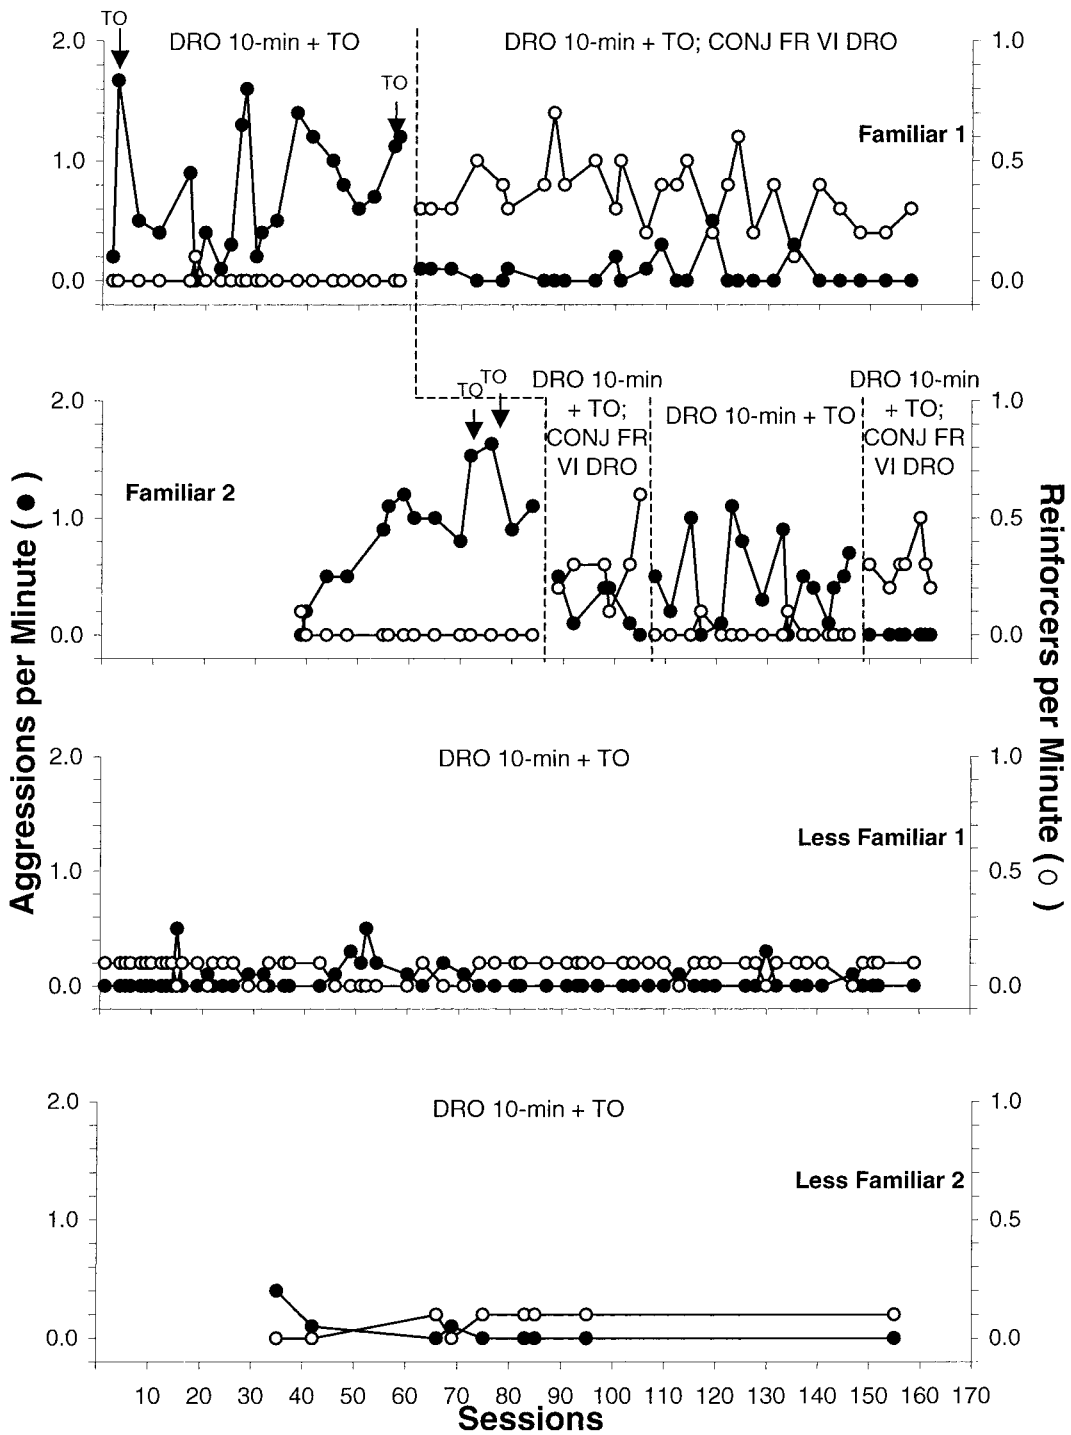 TO
2.0
DRO 10-min + TO
DRO 10-min + TO; CONJ FR VI DRO
1.0
TO
Familiar 1
1.0
0.5
0.0
0.0
TO TO
DRO 10-min
+ TO;
CONJ FR
VI DRO
DRO 10-min + TO
DRO 10-min
+ TO;
CONJ FR
VI DRO
2.0
1.0
Familiar 2
1.0
0.5
0.0
0.0
Aggressions per Minute ( ● )
Reinforcers per Minute ( ○ )
2.0
DRO 10-min + TO
1.0
Less Familiar 1
1.0
0.5
0.0
0.0
2.0
DRO 10-min + TO
1.0
Less Familiar 2
1.0
0.5
0.0
0.0
10 20 30 40 50 60 70 80 90 100 110 120 130 140 150 160 170
Sessions